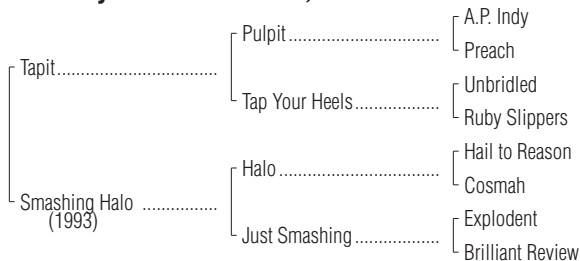 A.P. Indy
Pulpit
Preach
Tapit
Unbridled
Tap Your Heels
Ruby Slippers
Hail to Reason
Halo
Cosmah
Smashing Halo
(1993)
Explodent
Just Smashing
Brilliant Review